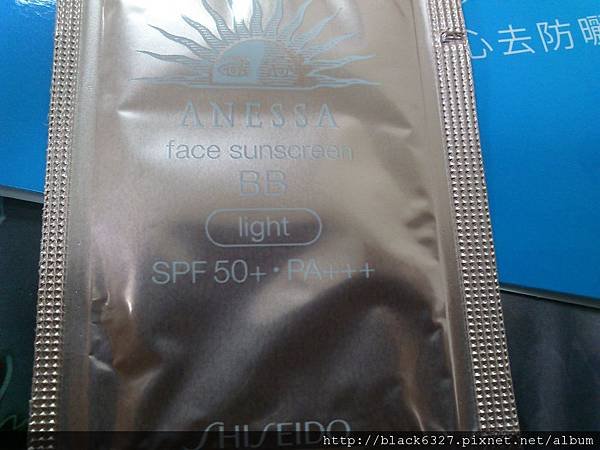 心去防曬
ANESSA
face sunscreen
BB
light
SPF 50+・PA+++
SHISEIDO
http://black6327.pixnet.net/album